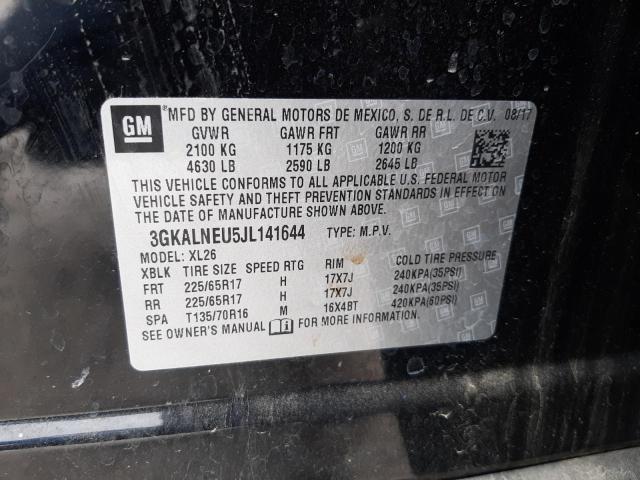 GM ®MFD BY GENERAL MOTORS DE MEXICO, S. DE R.L. DE C.V. 08/17
GVWR GAWR FRT GAWR RR
2100 KG 1175 KG 1200 KG
4630 LB 2590 LB 2645 LB
THIS VEHICLE CONFORMS TO ALL APPLICABLE U.S. FEDERAL MOTOR
VEHICLE SAFETY AND THEFT PREVENTION STANDARDS IN EFFECT ON
THE DATE OF MANUFACTURE SHOWN ABOVE.
3GKALNEU5JL141644 TYPE: M.P.V.
MODEL: XL26
XBLK TIRE SIZE SPEED RTG RIM COLD TIRE PRESSURE
FRT 225/65R17 H 17X7J 240KPA(35PSI)
RR 225/65R17 H 17X7J 240KPA(35PSI)
SPA T135/70R16 M 16X4BT 420KPA(60PSI)
SEE OWNER'S MANUAL i FOR MORE INFORMATION.